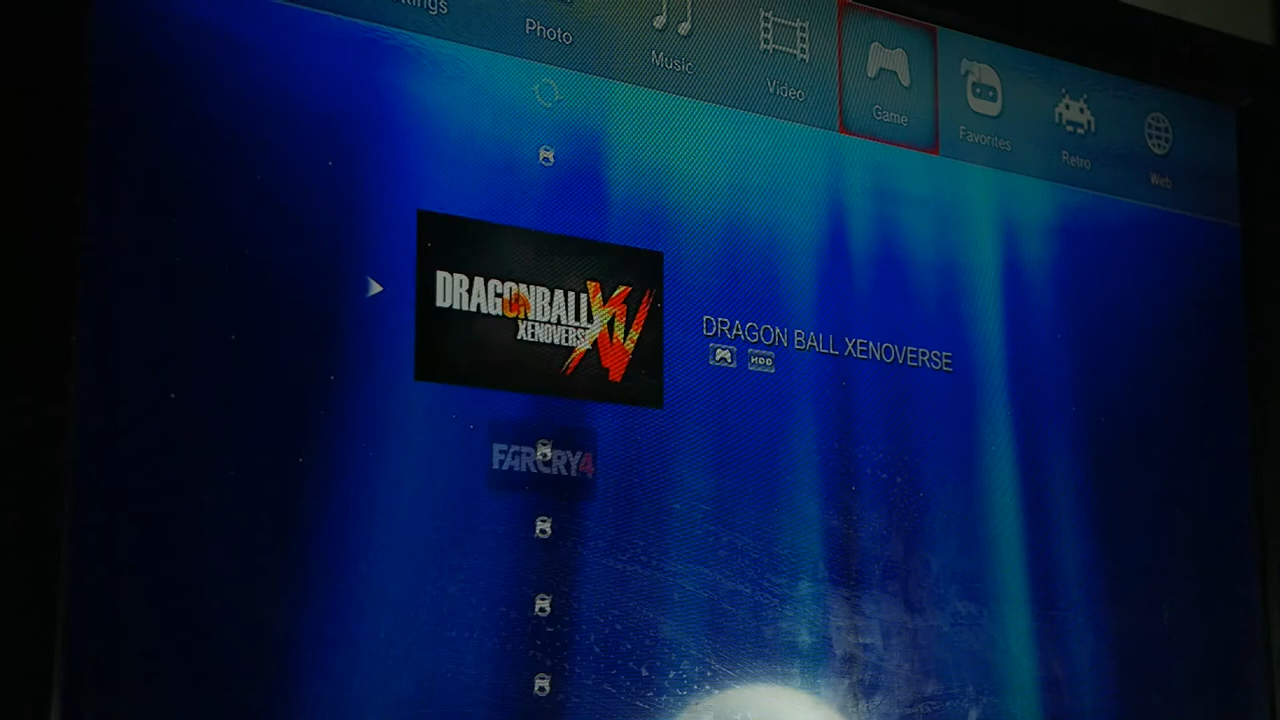 Photo
Music
Video
Game
Favorites
Retro
Web
DRAGONBALL XV
XENOVERSE
DRAGON BALL XENOVERSE
HDD
FARCRY4